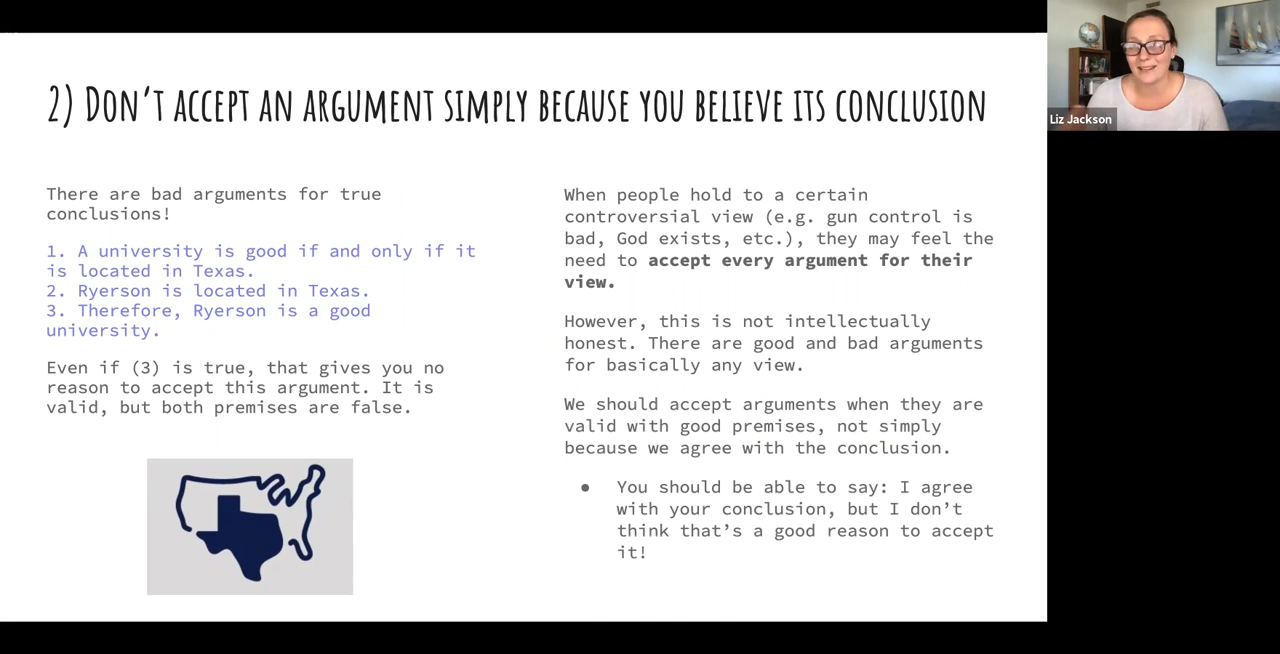 2) Don't accept an argument simply because you believe its conclusion
There are bad arguments for true
conclusions!
1. A university is good if and only if it
is located in Texas.
2. Ryerson is located in Texas.
3. Therefore, Ryerson is a good
university.
Even if (3) is true, that gives you no
reason to accept this argument. It is
valid, but both premises are false.
When people hold to a certain
controversial view (e.g. gun control is
bad, God exists, etc.), they may feel the
need to accept every argument for their
view.
However, this is not intellectually
honest. There are good and bad arguments
for basically any view.
We should accept arguments when they are
valid with good premises, not simply
because we agree with the conclusion.
● You should be able to say: I agree
with your conclusion, but I don't
think that's a good reason to accept
it!
Liz Jackson